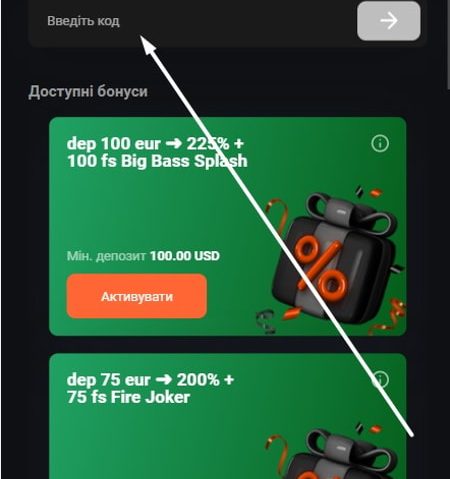 Введіть код
Доступні бонуси
dep 100 eur ➜ 225% +
100 fs Big Bass Splash
Мін. депозит 100.00 USD
Активувати
dep 75 eur ➜ 200% +
75 fs Fire Joker